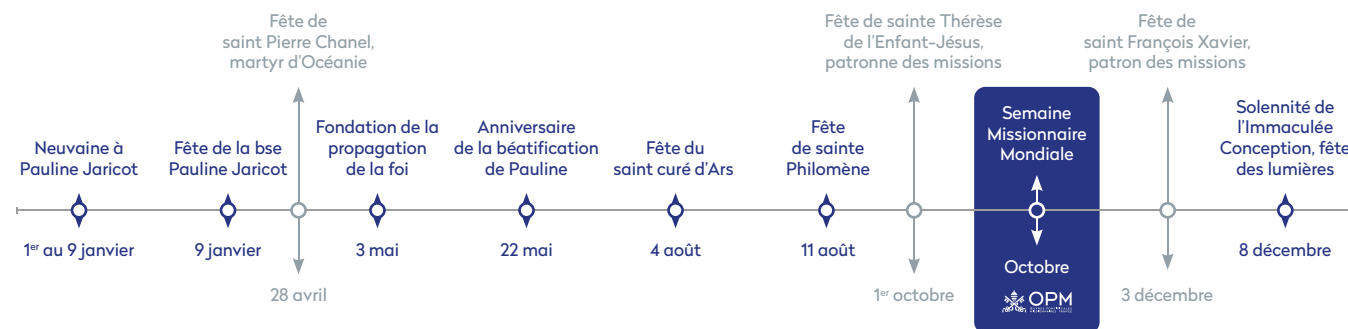 Fête de
saint Pierre Chanel,
martyr d’Océanie
Fête de sainte Thérèse
de l’Enfant-Jésus,
patronne des missions
Fête de
saint François Xavier,
patron des missions
Neuvaine à
Pauline Jaricot
Fête de la bse
Pauline Jaricot
Fondation de la
propagation
de la foi
Anniversaire
de la béatification
de Pauline
Fête du
saint curé d’Ars
Fête
de sainte
Philomène
Semaine
Missionnaire
Mondiale
Solennité de
l’Immaculée
Conception, fête
des lumières
1er au 9 janvier
9 janvier
28 avril
3 mai
22 mai
4 août
11 août
1er octobre
Octobre
OPM
3 décembre
8 décembre